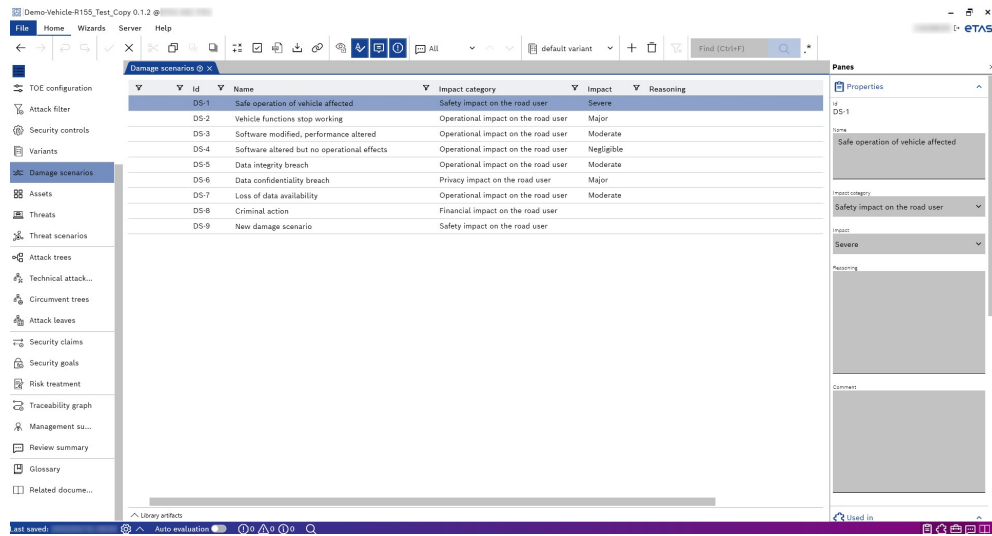 Demo-Vehicle-R155_Test_Copy 0.1.2 @
File Home Wizards Server Help
ETAS
All
default variant
Find (Ctrl+F)
.*
Damage scenarios
Panes
TOE configuration
Attack filter
Security controls
Variants
Damage scenarios
Assets
Threats
Threat scenarios
Attack trees
Technical attack...
Circumvent trees
Attack leaves
Security claims
Security goals
Risk treatment
Traceability graph
Management su...
Review summary
Glossary
Related docume...
Id Name Impact category Impact Reasoning
DS-1 Safe operation of vehicle affected Safety impact on the road user Severe
DS-2 Vehicle functions stop working Operational impact on the road user Major
DS-3 Software modified, performance altered Operational impact on the road user Moderate
DS-4 Software altered but no operational effects Operational impact on the road user Negligible
DS-5 Data integrity breach Operational impact on the road user Moderate
DS-6 Data confidentiality breach Privacy impact on the road user Major
DS-7 Loss of data availability Operational impact on the road user Moderate
DS-8 Criminal action Financial impact on the road user
DS-9 New damage scenario Safety impact on the road user
Library artifacts
Properties
Id
DS-1
Name
Safe operation of vehicle affected
Impact category
Safety impact on the road user
Impact
Severe
Reasoning
Comment
Used in
Last saved:
Auto evaluation
0 0 0